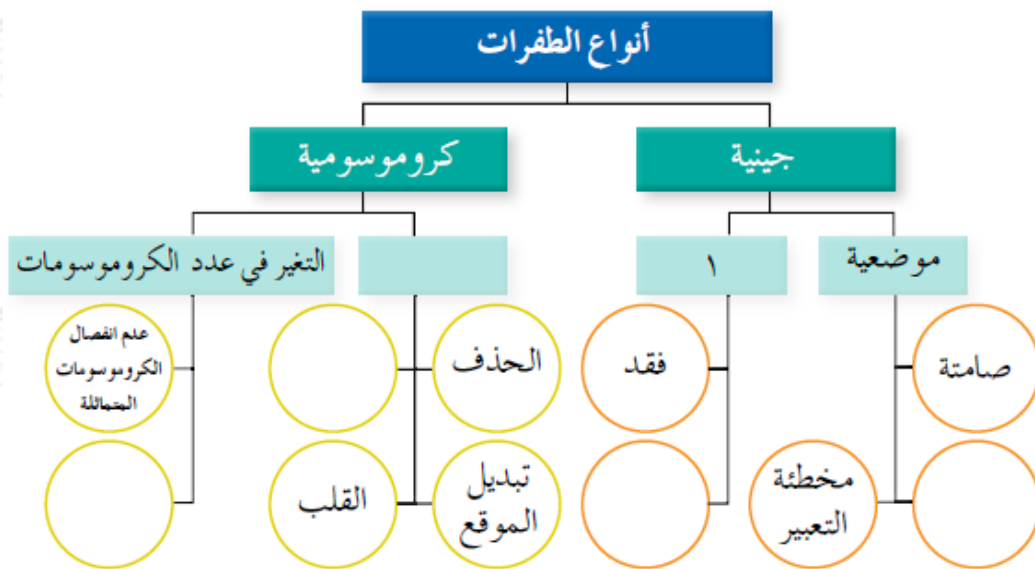 أنواع الطفرات
جينية
كروموسومية
موضعية
١
التغير في عدد الكروموسومات
صامتة
فقد
الحذف
عدم انفصال
الكروموسومات
المتماثلة
مخطئة
التعبير
تبديل
الموقع
القلب